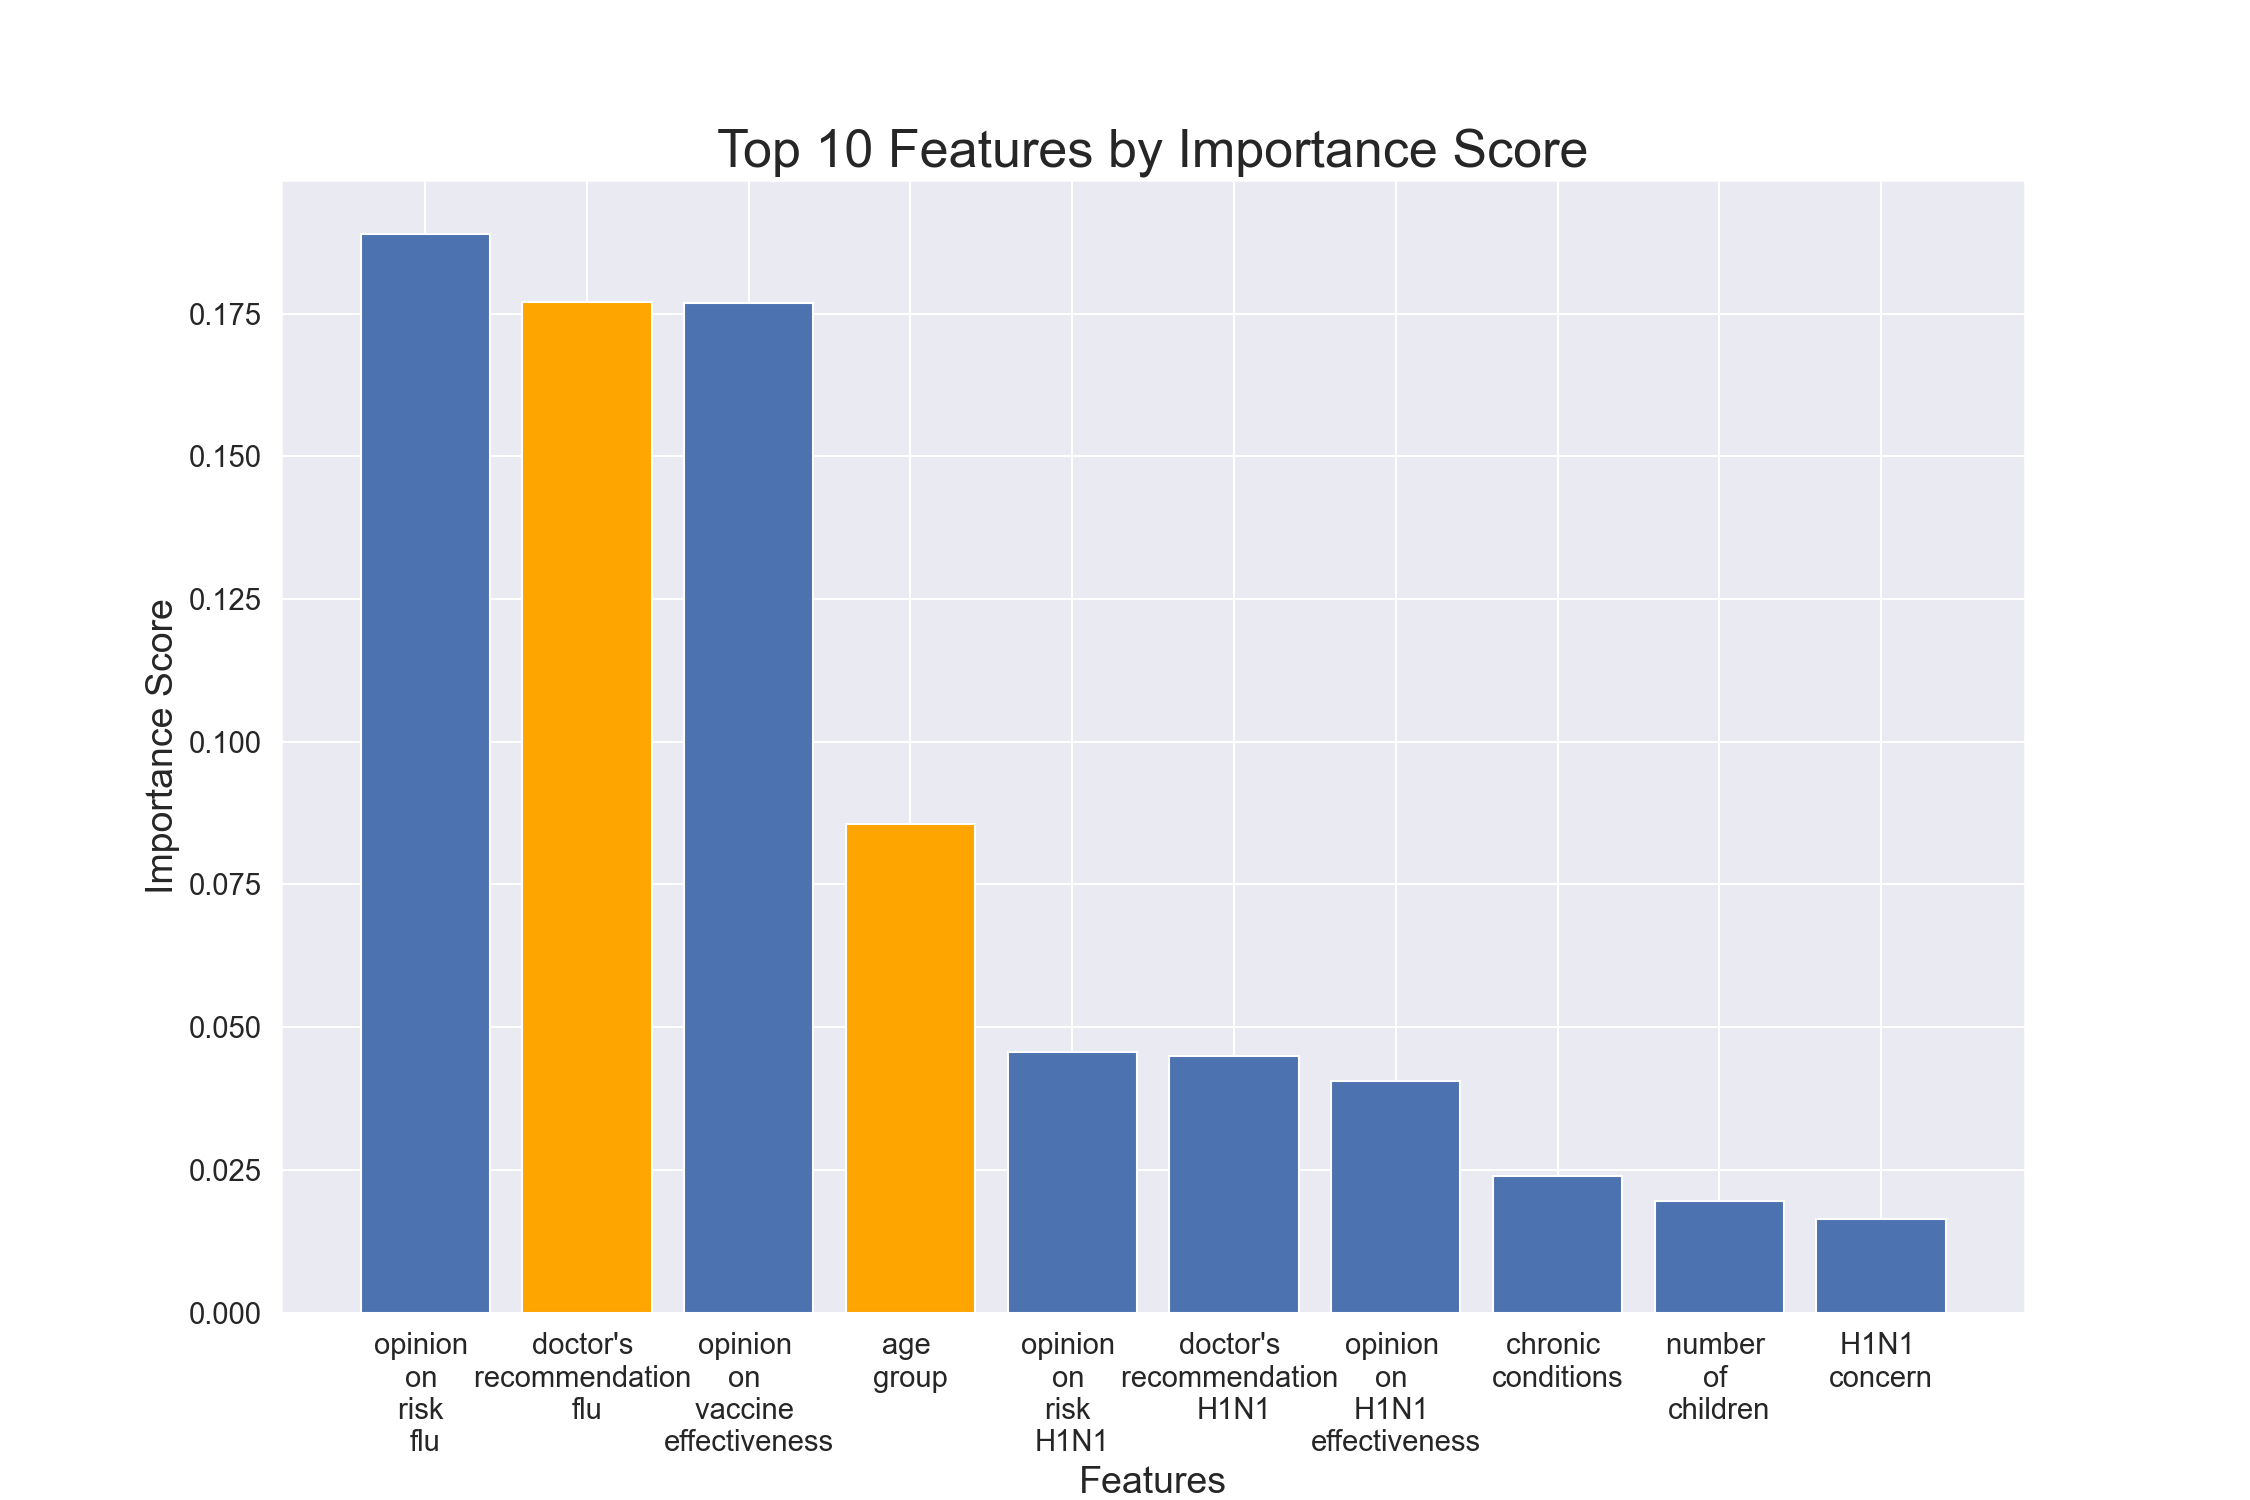 Top 10 Features by Importance Score
Importance Score
0.175
0.150
0.125
0.100
0.075
0.050
0.025
0.000
opinion
on
risk
flu
doctor's
recommendation
flu
opinion
on
vaccine
effectiveness
age
group
opinion
on
risk
H1N1
doctor's
recommendation
H1N1
opinion
on
H1N1
effectiveness
chronic
conditions
number
of
children
H1N1
concern
Features